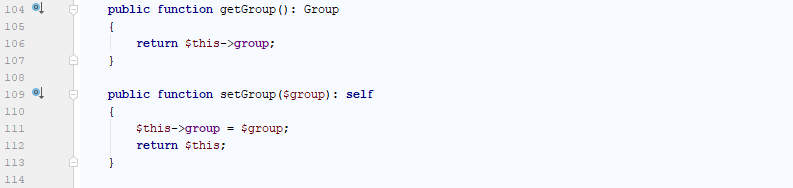 104 public function getGroup(): Group
105 {
106 return $this->group;
107 }
108
109 public function setGroup($group): self
110 {
111 $this->group = $group;
112 return $this;
113 }
114